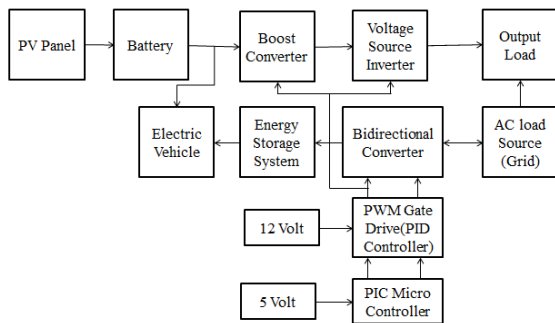 PV Panel
Battery
Boost
Converter
Voltage
Source
Inverter
Output
Load
Electric
Vehicle
Energy
Storage
System
Bidirectional
Converter
AC load
Source
(Grid)
12 Volt
PWM Gate
Drive(PID
Controller)
5 Volt
PIC Micro
Controller